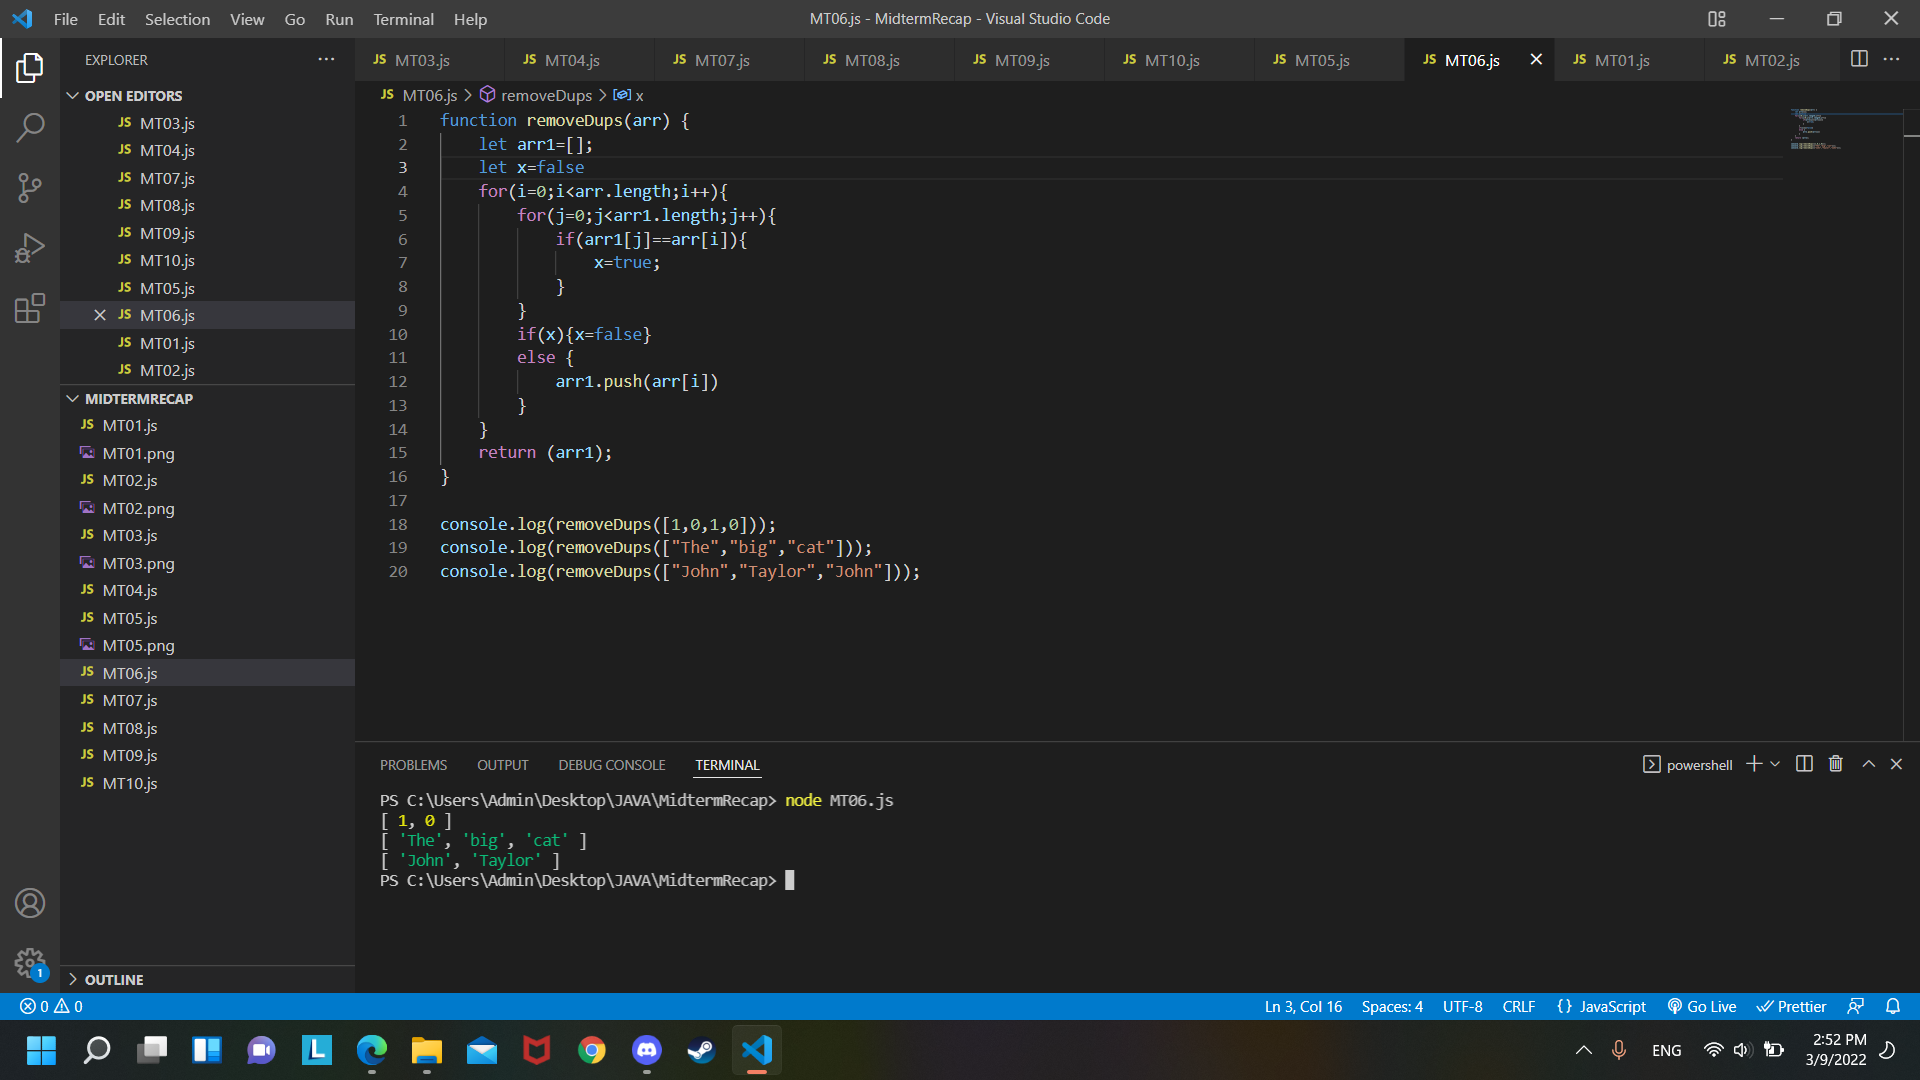 File Edit Selection View Go Run Terminal Help
MT06.js - MidtermRecap - Visual Studio Code
EXPLORER
OPEN EDITORS
JS MT03.js
JS MT04.js
JS MT07.js
JS MT08.js
JS MT09.js
JS MT10.js
JS MT05.js
JS MT06.js
JS MT01.js
JS MT02.js
MIDTERMRECAP
JS MT01.js
MT01.png
JS MT02.js
MT02.png
JS MT03.js
MT03.png
JS MT04.js
JS MT05.js
MT05.png
JS MT06.js
JS MT07.js
JS MT08.js
JS MT09.js
JS MT10.js
OUTLINE
JS MT03.js JS MT04.js JS MT07.js JS MT08.js JS MT09.js JS MT10.js JS MT05.js JS MT06.js JS MT01.js JS MT02.js
JS MT06.js > removeDups > x
1 function removeDups(arr) {
2 let arr1=[];
3 let x=false
4 for(i=0;i<arr.length;i++){
5 for(j=0;j<arr1.length;j++){
6 if(arr1[j]==arr[i]){
7 x=true;
8 }
9 }
10 if(x){x=false}
11 else {
12 arr1.push(arr[i])
13 }
14 }
15 return (arr1);
16 }
17
18 console.log(removeDups([1,0,1,0]));
19 console.log(removeDups(["The","big","cat"]));
20 console.log(removeDups(["John","Taylor","John"]));
PROBLEMS OUTPUT DEBUG CONSOLE TERMINAL
powershell
PS C:\Users\Admin\Desktop\JAVA\MidtermRecap> node MT06.js
[ 1, 0 ]
[ 'The', 'big', 'cat' ]
[ 'John', 'Taylor' ]
PS C:\Users\Admin\Desktop\JAVA\MidtermRecap>
1
0 0
Ln 3, Col 16 Spaces: 4 UTF-8 CRLF {} JavaScript Go Live Prettier
L
ENG
2:52 PM
3/9/2022